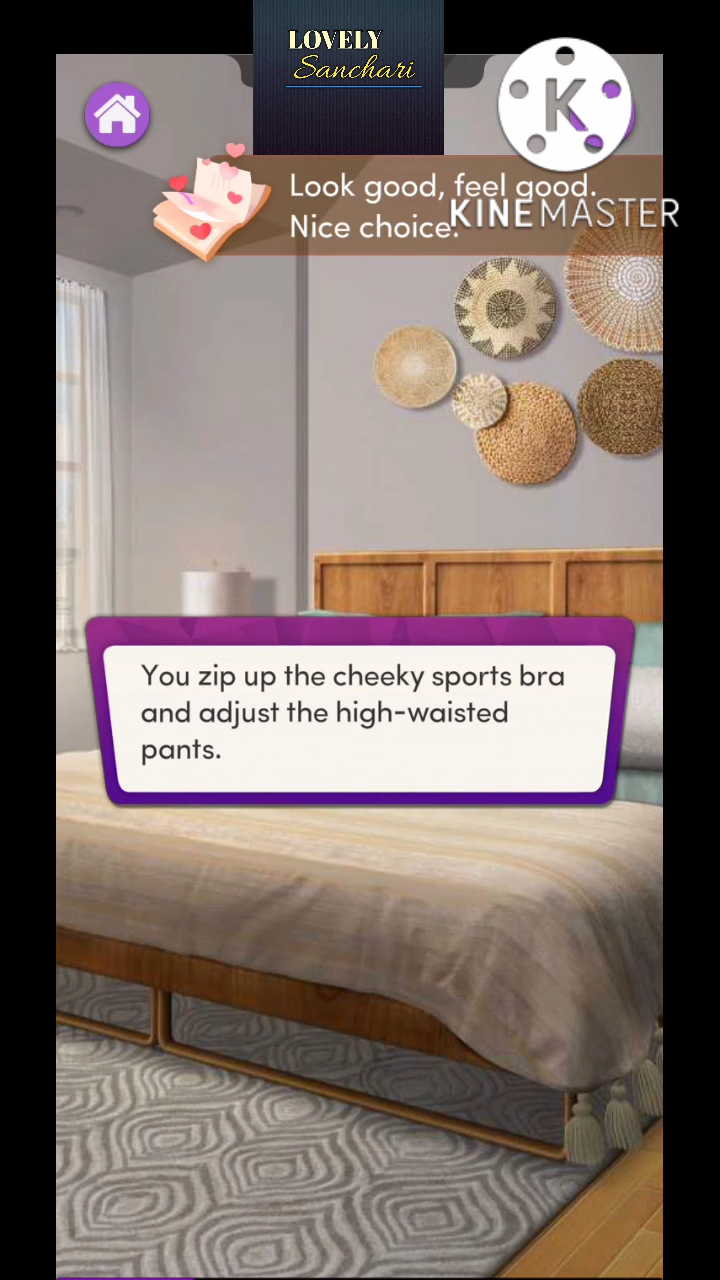 LOVELY
Sanchari
K
Look good, feel good.
Nice choice.
KINEMASTER
You zip up the cheeky sports bra
and adjust the high-waisted
pants.